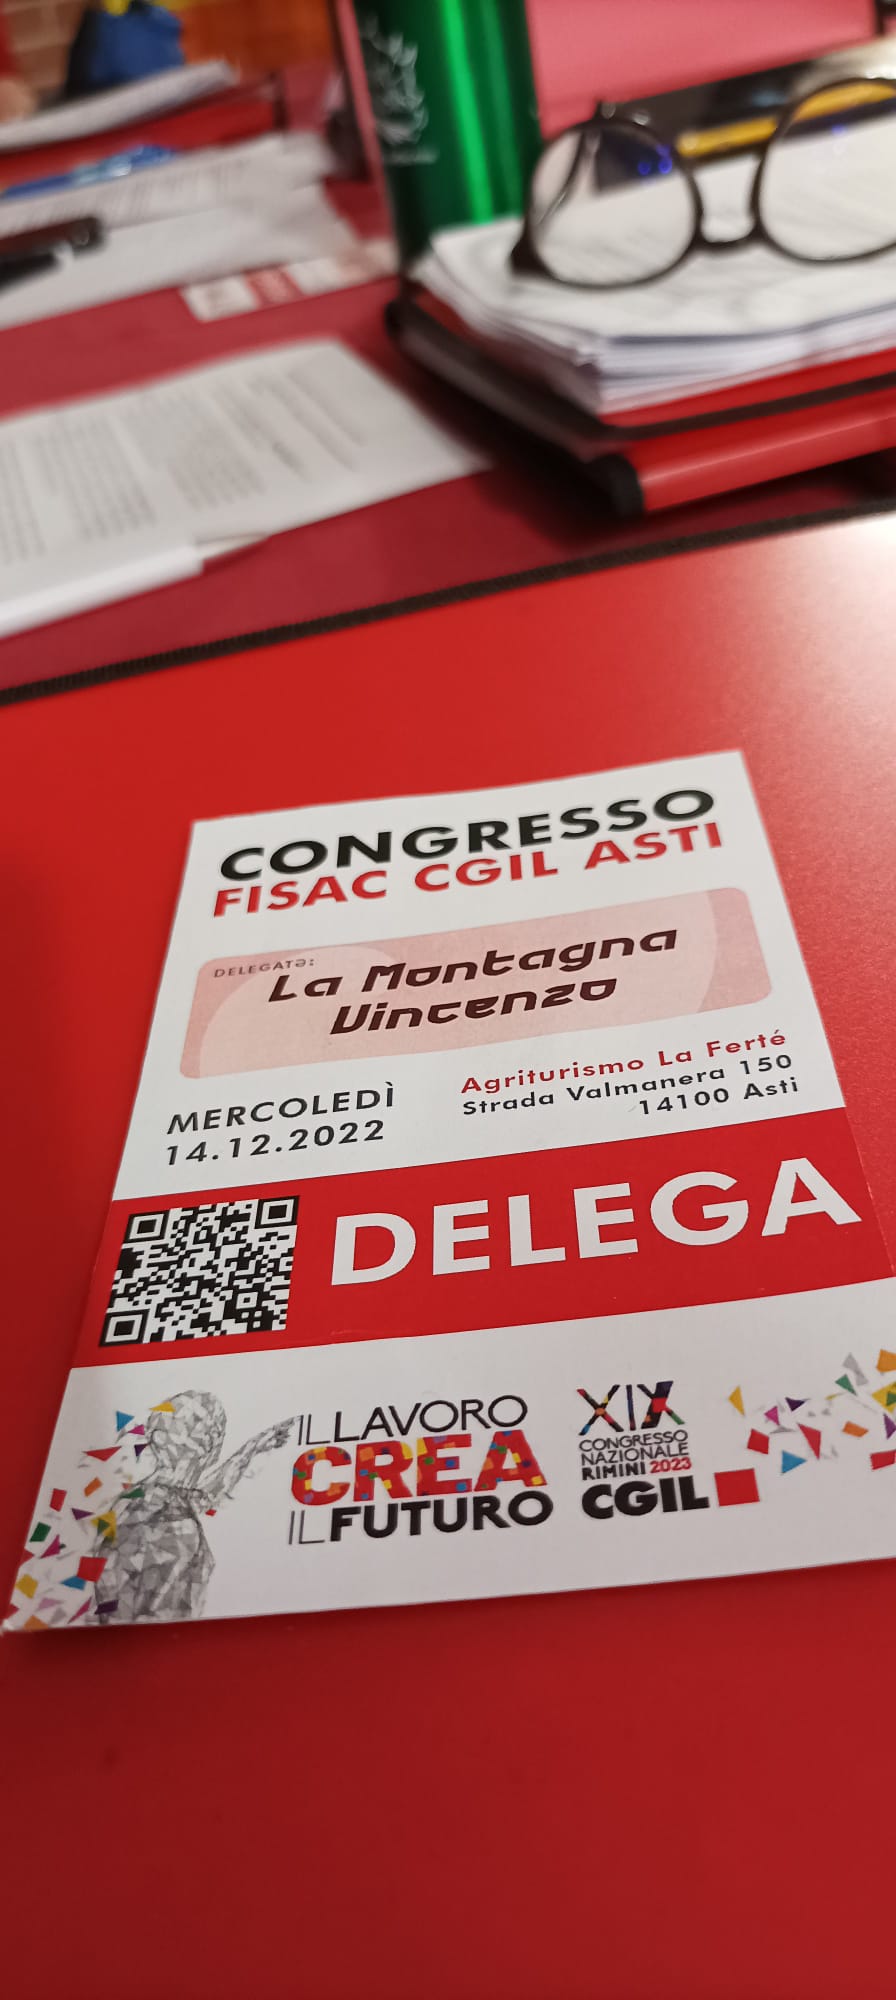 CONGRESSO
FISAC CGIL ASTI
DELEGATƏ:
La Montagna
Vincenzo
MERCOLEDÌ
14.12.2022
Agriturismo La Ferté
Strada Valmanera 150
14100 Asti
DELEGA
IL LAVORO
CREA
IL FUTURO
XIX
CONGRESSO
NAZIONALE
RIMINI 2023
CGIL